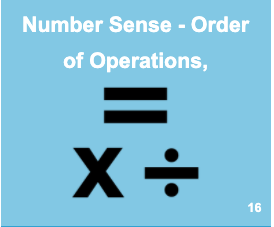 Number Sense - Order
of Operations,
=
x ÷
16